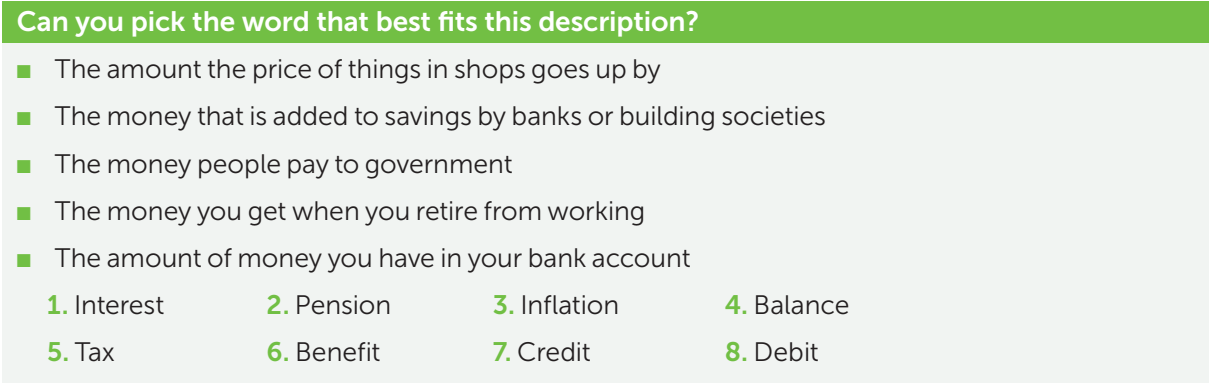 Can you pick the word that best fits this description?
■ The amount the price of things in shops goes up by
■ The money that is added to savings by banks or building societies
■ The money people pay to government
■ The money you get when you retire from working
■ The amount of money you have in your bank account
1. Interest 2. Pension 3. Inflation 4. Balance
5. Tax 6. Benefit 7. Credit 8. Debit